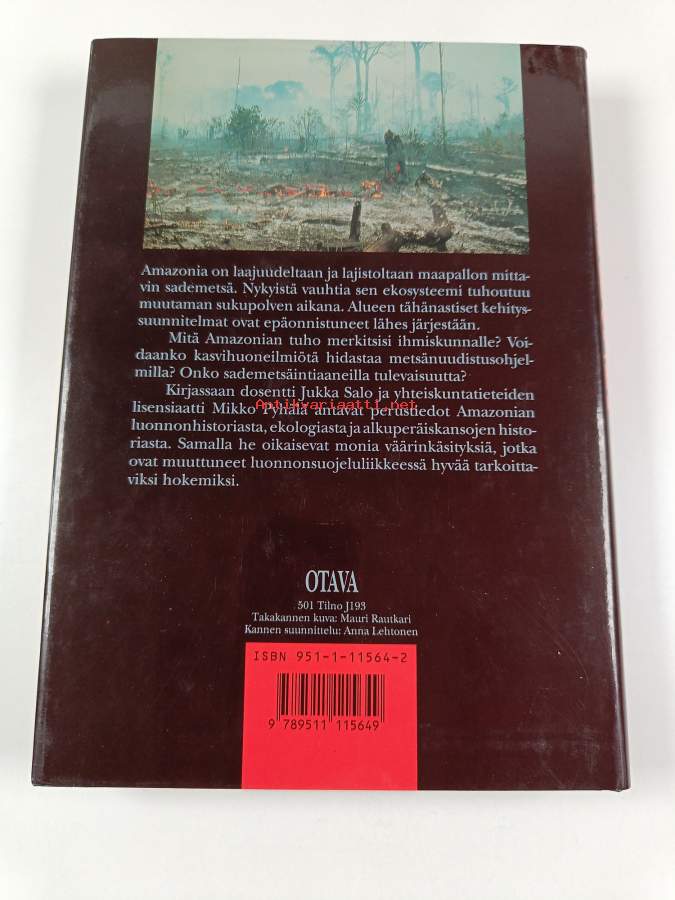 Amazonia on laajuudeltaan ja lajistoltaan maapallon mitta-
vin sademetsä. Nykyistä vauhtia sen ekosysteemi tuhoutuu
muutaman sukupolven aikana. Alueen tähänastiset kehitys-
suunnitelmat ovat epäonnistuneet lähes järjestään.
Mitä Amazonian tuho merkitsisi ihmiskunnalle? Voi-
daanko kasvihuoneilmiötä hidastaa metsänuudistusohjel-
milla? Onko sademetsäintiaaneilla tulevaisuutta?
Kirjassaan dosentti Jukka Salo ja yhteiskuntatieteiden
lisensiaatti Mikko Pyhälä antavat perustiedot Amazonian
Antikvariaatti.net
luonnonhistoriasta, ekologiasta ja alkuperäiskansojen histo-
riasta. Samalla he oikaisevat monia väärinkäsityksiä, jotka
ovat muuttuneet luonnonsuojeluliikkeessä hyvää tarkoitta-
viksi hokemiksi.
OTAVA
501 Tilno J193
Takakannen kuva: Mauri Rautkari
Kannen suunnittelu: Anna Lehtonen
ISBN 951-1-11564-2
9 789511 115649